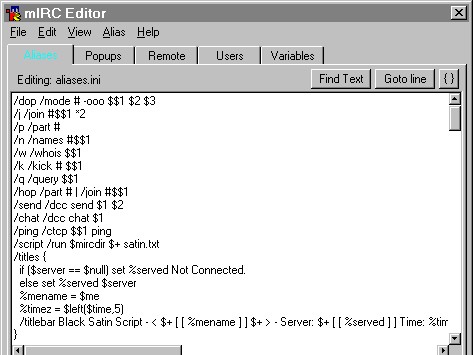 mIRC Editor
File Edit View Alias Help
Aliases Popups Remote Users Variables
Editing: aliases.ini Find Text Goto line { }
/dop /mode # -ooo $$1 $2 $3
/j /join #$$1 *2
/p /part #
/n /names #$$1
/w /whois $$1
/k /kick # $$1
/q /query $$1
/hop /part # | /join #$$1
/send /dcc send $1 $2
/chat /dcc chat $1
/ping /ctcp $$1 ping
/script /run $mircdir $+ satin.txt
/titles {
if ($server == $null) set %served Not Connected.
else set %served $server
%mename = $me
%timez = $left($time,5)
/titlebar Black Satin Script - < $+ [ [ %mename ] ] $+ > - Server: $+ [ [ %served ] ] Time: %tim
}